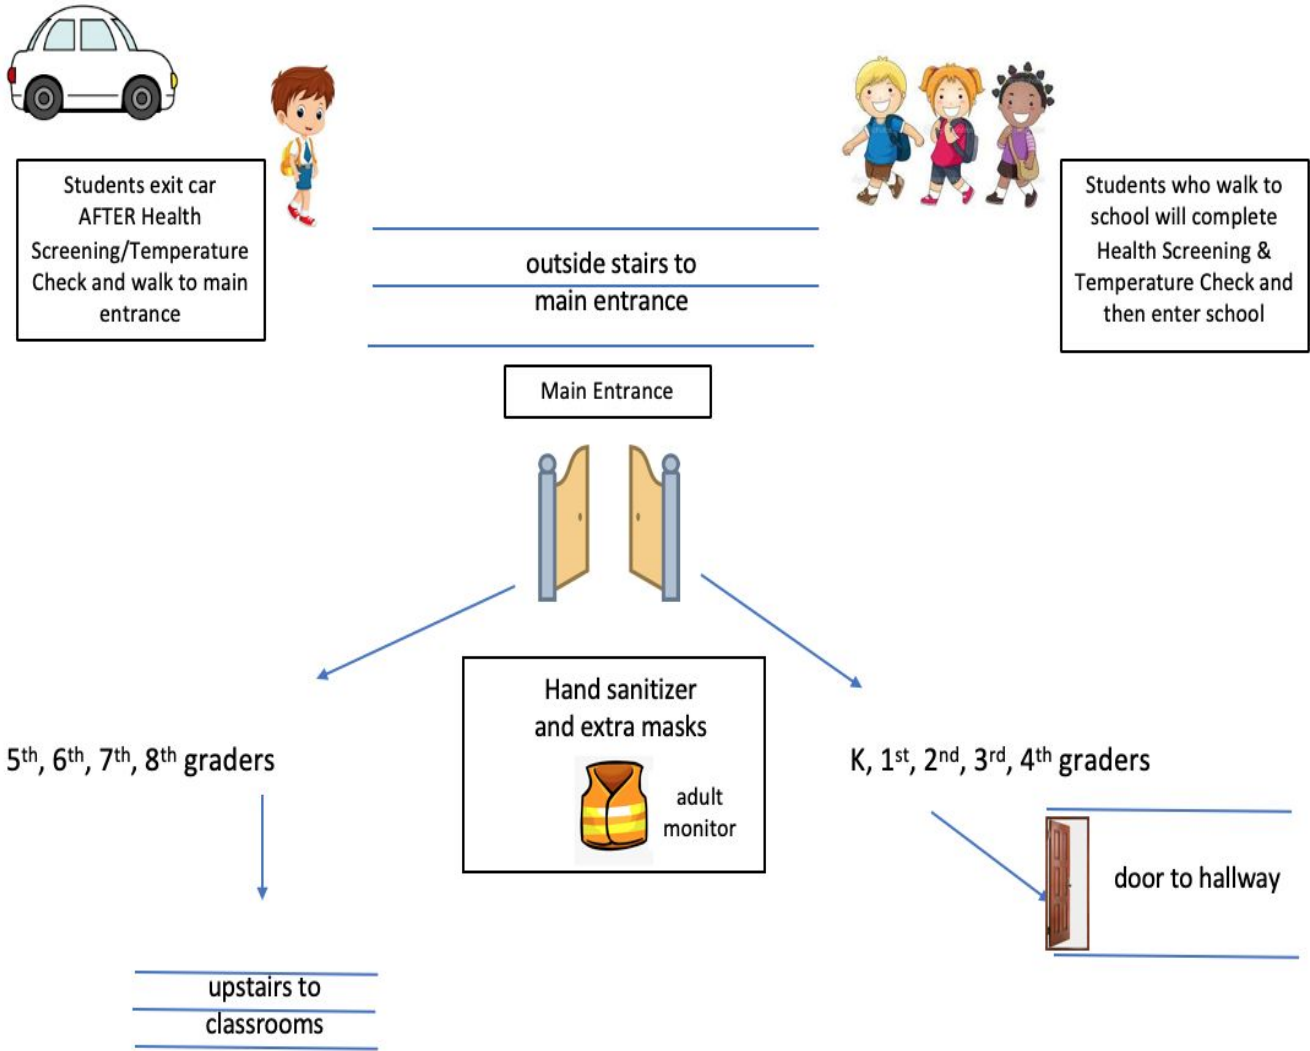 Students exit car
AFTER Health
Screening/Temperature
Check and walk to main
entrance
outside stairs to
main entrance
Students who walk to
school will complete
Health Screening &
Temperature Check and
then enter school
Main Entrance
Hand sanitizer
and extra masks
adult
monitor
5th, 6th, 7th, 8th graders
K, 1st, 2nd, 3rd, 4th graders
door to hallway
upstairs to
classrooms